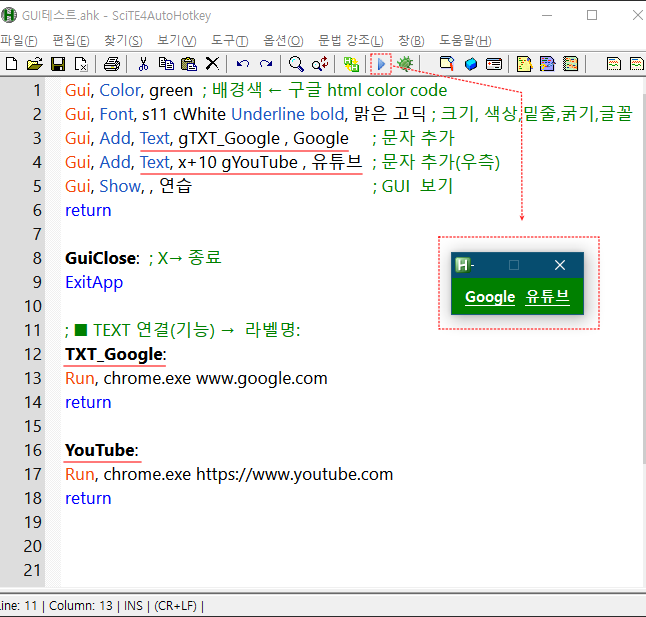 GUI테스트.ahk - SciTE4AutoHotkey
파일(F) 편집(E) 찾기(S) 보기(V) 도구(T) 옵션(O) 문법 강조(L) 창(B) 도움말(H)
1 Gui, Color, green ; 배경색 ← 구글 html color code
2 Gui, Font, s11 cWhite Underline bold, 맑은 고딕 ; 크기, 색상,밑줄,굵기,글꼴
3 Gui, Add, Text, gTXT_Google , Google ; 문자 추가
4 Gui, Add, Text, x+10 gYouTube , 유튜브 ; 문자 추가(우측)
5 Gui, Show, , 연습 ; GUI 보기
6 return
7
8 GuiClose: ; X→ 종료
9 ExitApp
10
11 ; ■ TEXT 연결(기능) → 라벨명:
12 TXT_Google:
13 Run, chrome.exe www.google.com
14 return
15
16 YouTube:
17 Run, chrome.exe https://www.youtube.com
18 return
19
20
21
Google 유튜브
Line: 11 | Column: 13 | INS | (CR+LF) |